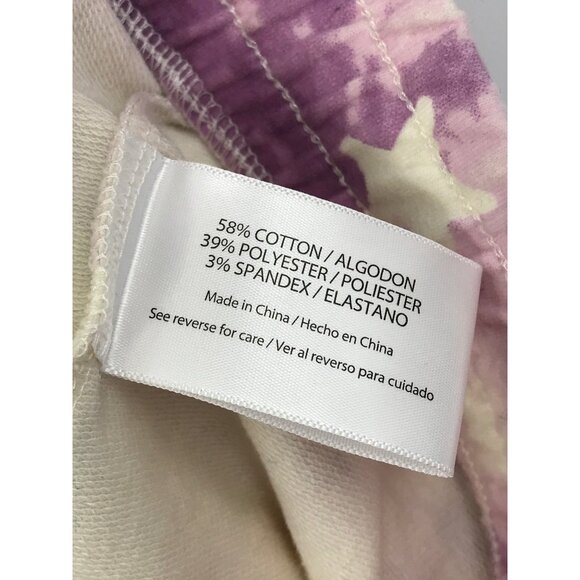 58% COTTON / ALGODON
39% POLYESTER / POLIESTER
3% SPANDEX / ELASTANO
Made in China / Hecho en China
See reverse for care / Ver al reverso para cuidado